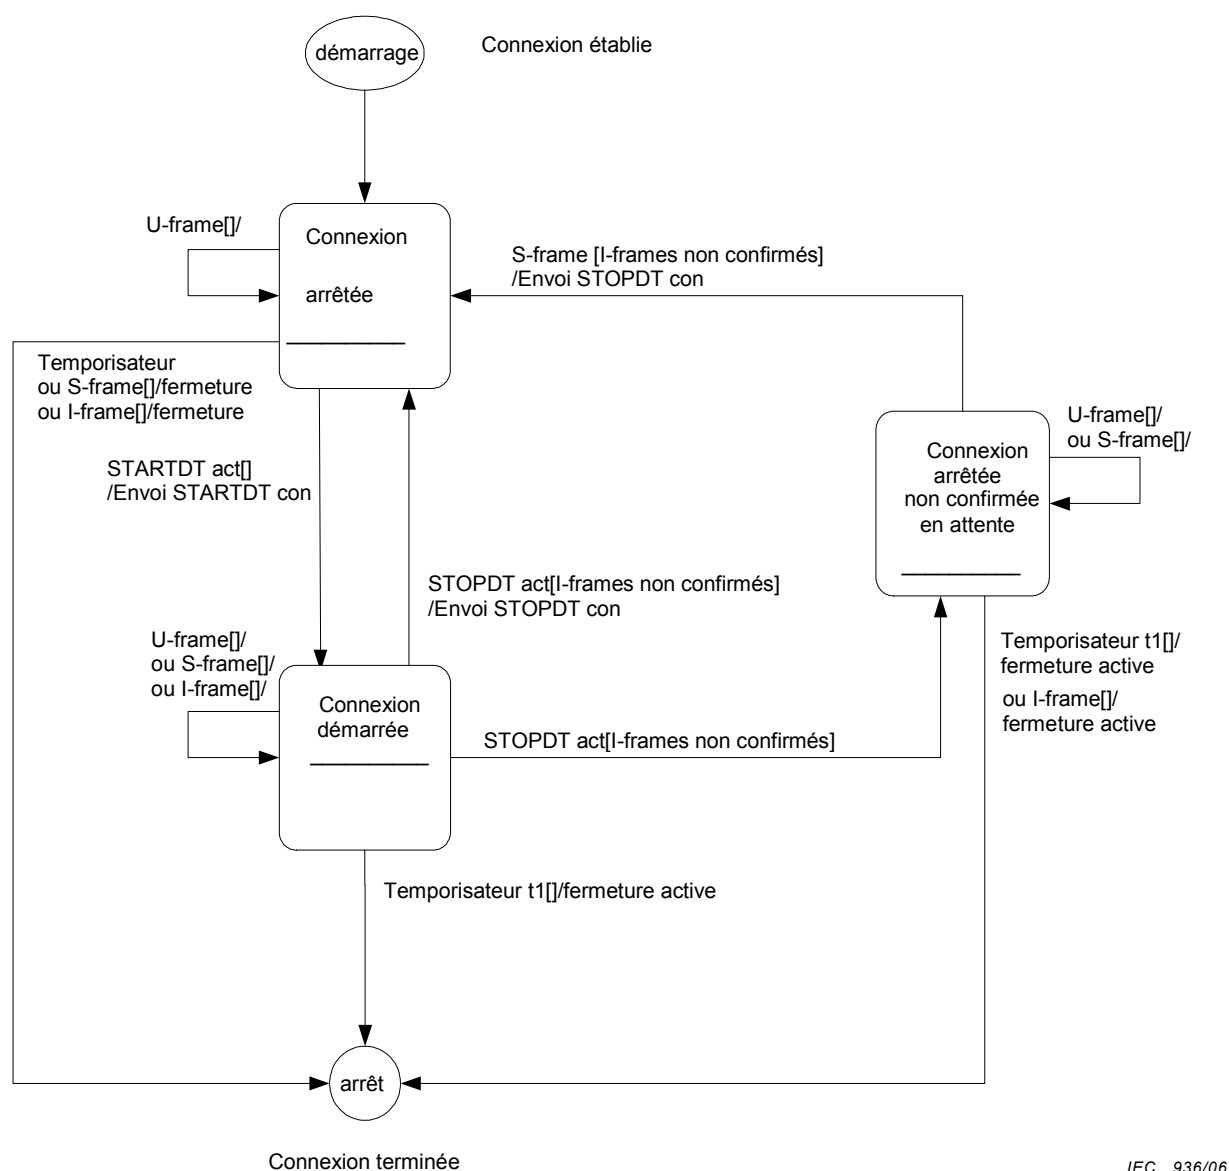 démarrage
Connexion établie
U-frame[]/
Connexion
arrêtée
S-frame [I-frames non confirmés]
/Envoi STOPDT con
Temporisateur
ou S-frame[]/fermeture
ou I-frame[]/fermeture
U-frame[]/
ou S-frame[]/
Connexion
arrêtée
non confirmée
en attente
STARTDT act[]
/Envoi STARTDT con
STOPDT act[I-frames non confirmés]
/Envoi STOPDT con
U-frame[]/
ou S-frame[]/
ou I-frame[]/
Temporisateur t1[]/
fermeture active
ou I-frame[]/
fermeture active
Connexion
démarrée
STOPDT act[I-frames non confirmés]
Temporisateur t1[]/fermeture active
arrêt
Connexion terminée
IEC 936/06